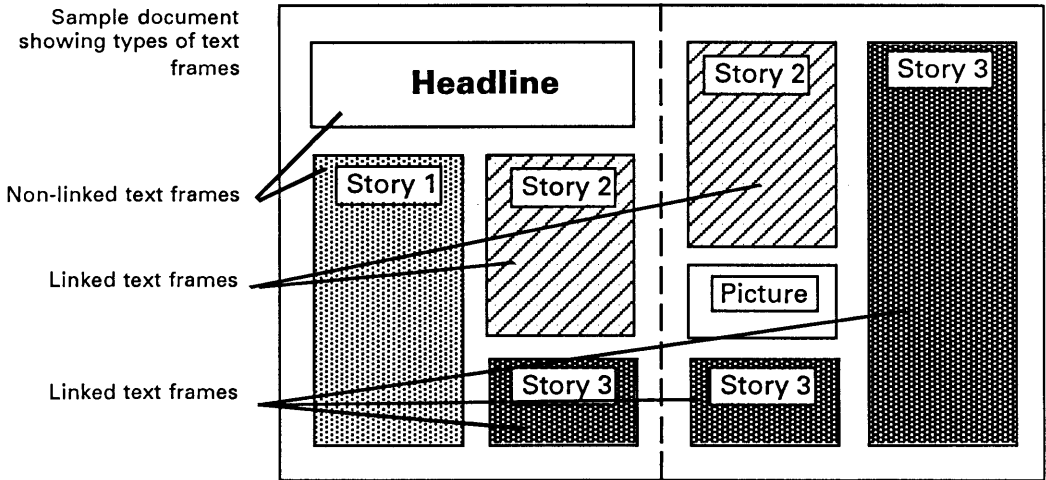 Sample document
showing types of text
frames
Headline
Non-linked text frames
Story 1
Story 2
Linked text frames
Story 3
Linked text frames
Story 2
Picture
Story 3
Story 3